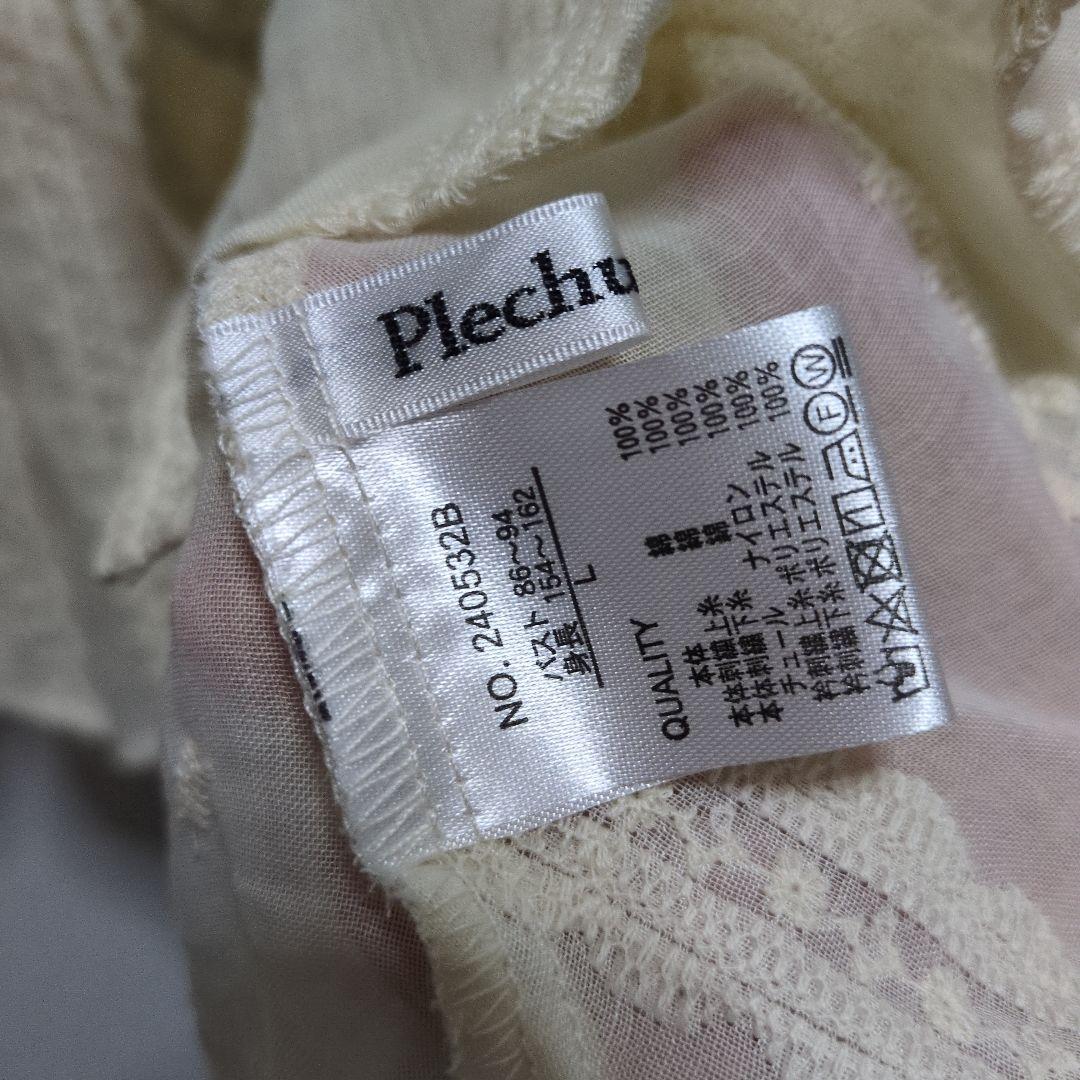 Plechu
NO. 240532B
バスト 86〜94
身長 154〜162
L
QUALITY
本体 綿 100%
本体刺繍上糸 綿 100%
本体刺繍下糸 綿 100%
チュール ナイロン 100%
衿刺繍上糸 ポリエステル 100%
衿刺繍下糸 ポリエステル 100%
F W